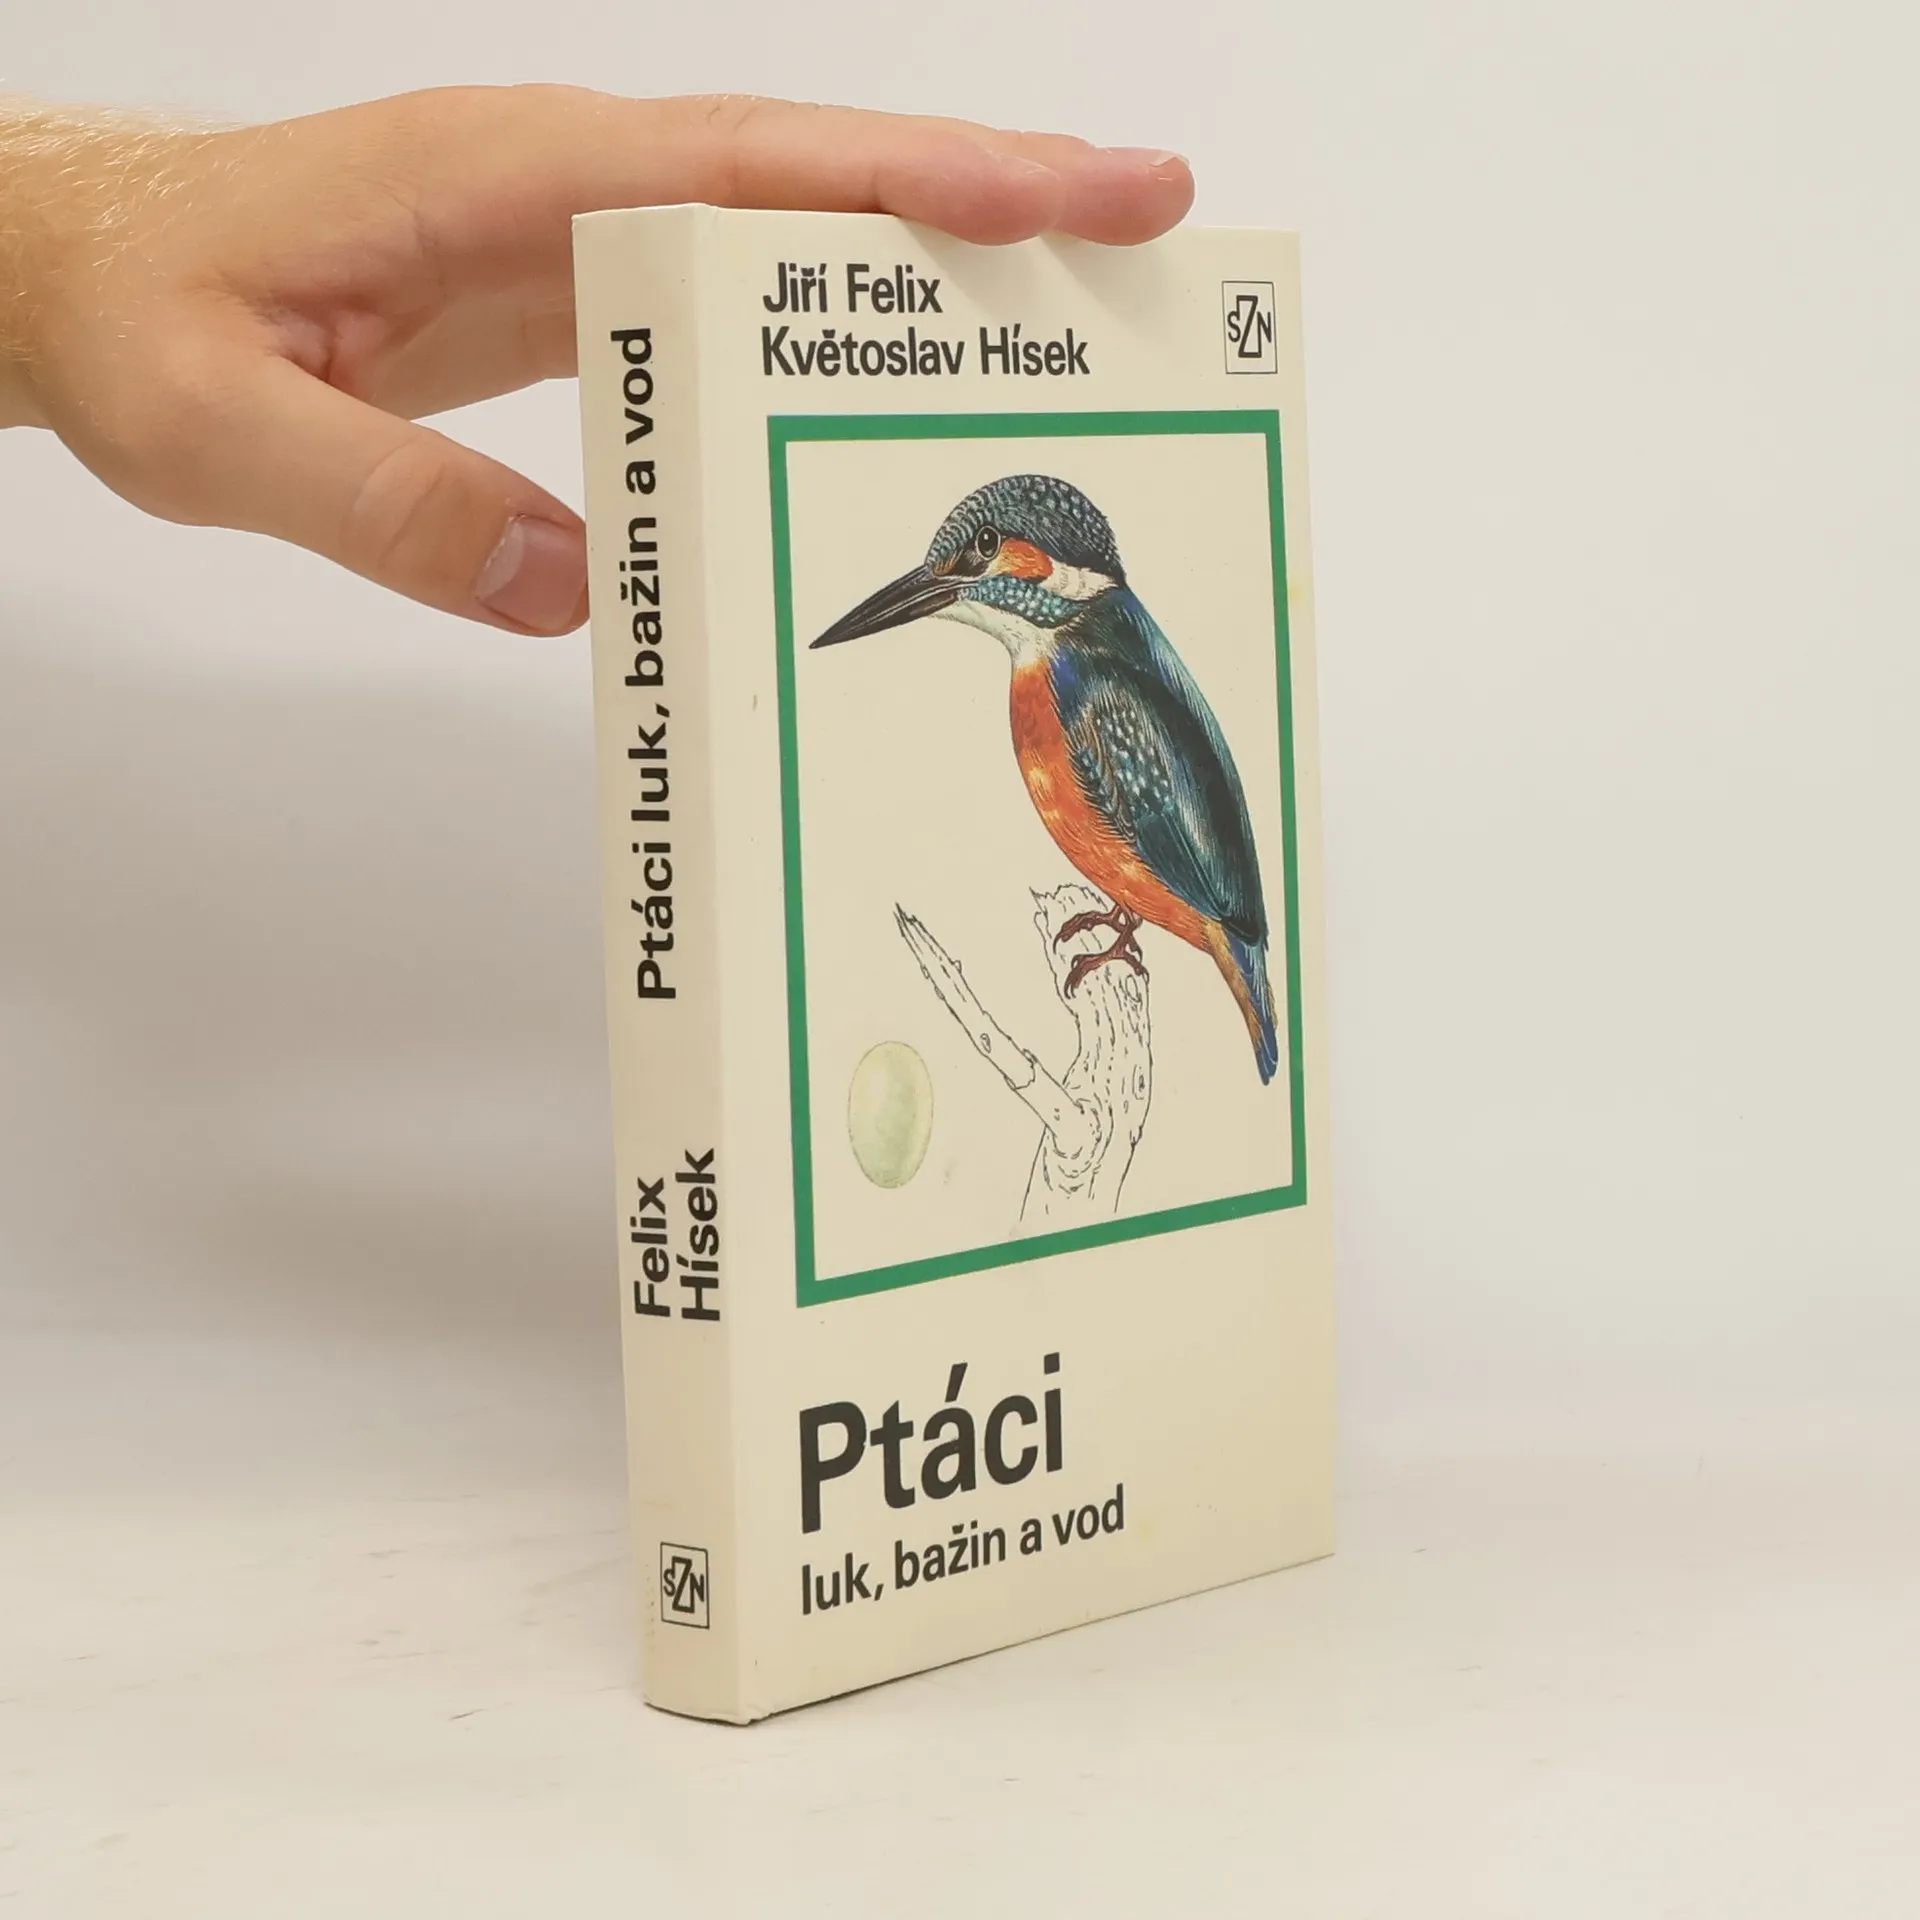 Jiří Felix
Květoslav Hísek
SZN
Ptáci
luk, bažin a vod
Ptáci luk, bažin a vod
Felix
Hísek
SZN